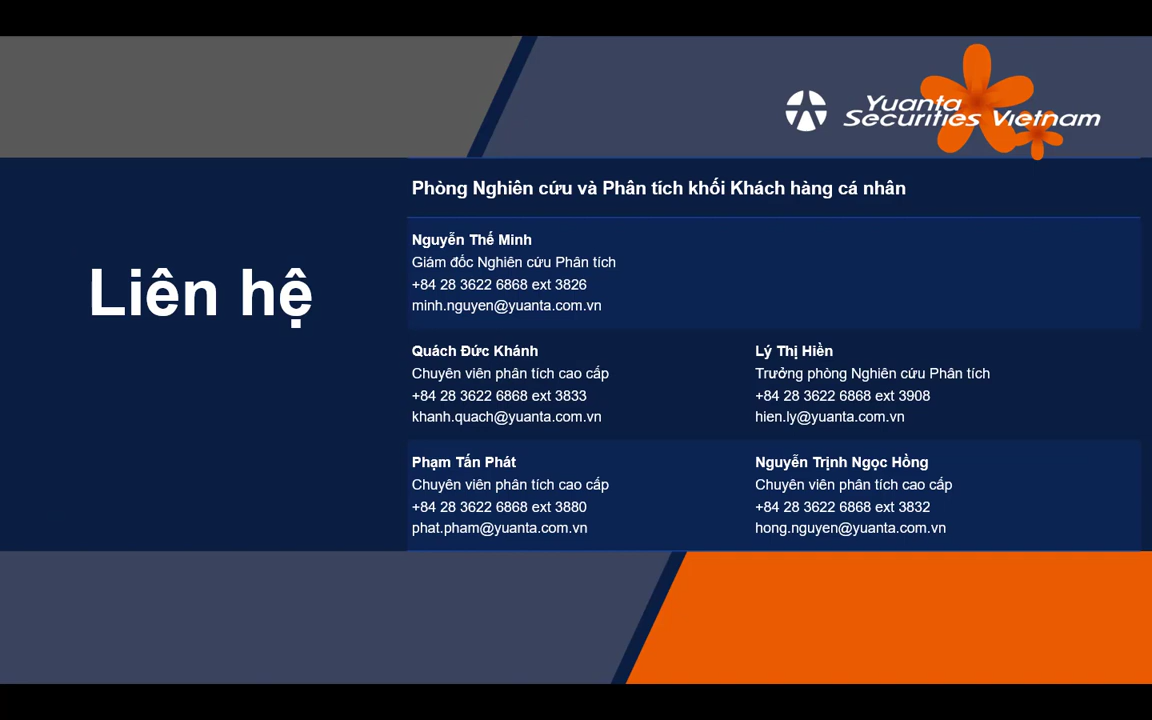 Yuanta
Securities Vietnam
Phòng Nghiên cứu và Phân tích khối Khách hàng cá nhân
Liên hệ
Nguyễn Thế Minh
Giám đốc Nghiên cứu Phân tích
+84 28 3622 6868 ext 3826
minh.nguyen@yuanta.com.vn
Quách Đức Khánh
Chuyên viên phân tích cao cấp
+84 28 3622 6868 ext 3833
khanh.quach@yuanta.com.vn
Lý Thị Hiền
Trưởng phòng Nghiên cứu Phân tích
+84 28 3622 6868 ext 3908
hien.ly@yuanta.com.vn
Phạm Tấn Phát
Chuyên viên phân tích cao cấp
+84 28 3622 6868 ext 3880
phat.pham@yuanta.com.vn
Nguyễn Trịnh Ngọc Hồng
Chuyên viên phân tích cao cấp
+84 28 3622 6868 ext 3832
hong.nguyen@yuanta.com.vn